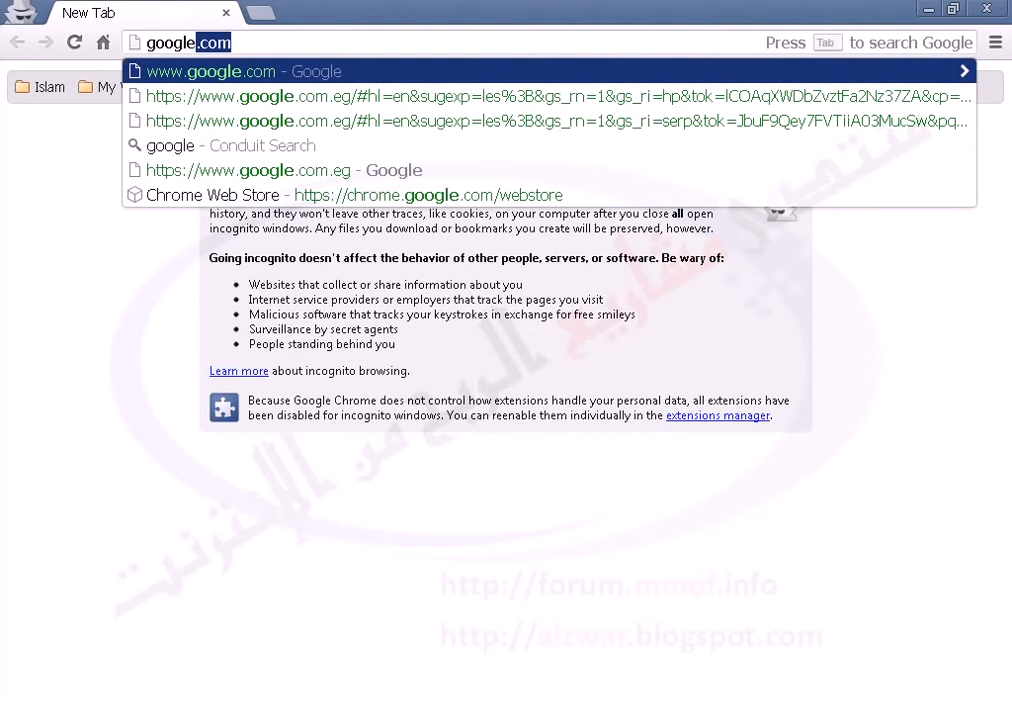 New Tab
google.com
Press Tab to search Google
www.google.com - Google
Islam
My
https://www.google.com.eg/#hl=en&sugexp=les%3B&gs_rn=1&gs_ri=hp&tok=lCOAqXWDbZvztFa2Nz37ZA&cp=...
https://www.google.com.eg/#hl=en&sugexp=les%3B&gs_rn=1&gs_ri=serp&tok=JbuF9Qey7FVTiiA03MucSw&pq...
google - Conduit Search
https://www.google.com.eg - Google
Chrome Web Store - https://chrome.google.com/webstore
history, and they won't leave other traces, like cookies, on your computer after you close all open
incognito windows. Any files you download or bookmarks you create will be preserved, however.
Going incognito doesn't affect the behavior of other people, servers, or software. Be wary of:
Websites that collect or share information about you
Internet service providers or employers that track the pages you visit
Malicious software that tracks your keystrokes in exchange for free smileys
Surveillance by secret agents
People standing behind you
Learn more about incognito browsing.
Because Google Chrome does not control how extensions handle your personal data, all extensions have
been disabled for incognito windows. You can reenable them individually in the extensions manager.
منتدى مشاريع الربح من الإنترنت
http://forum.mmof.info
http://alzwar.blogspot.com